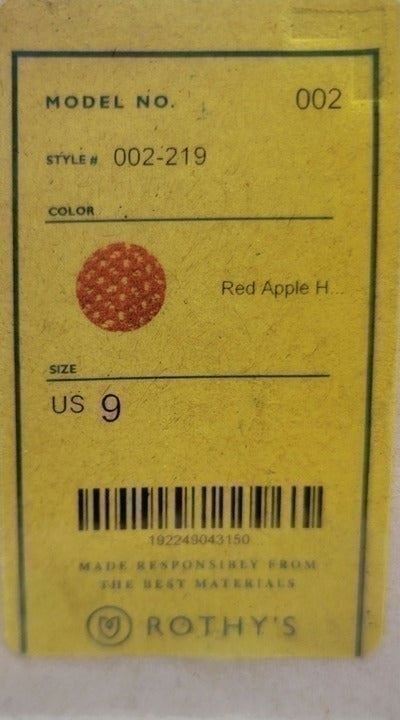 MODEL NO. 002
STYLE # 002-219
COLOR
Red Apple H...
SIZE
US 9
192249043150
MADE RESPONSIBLY FROM
THE BEST MATERIALS
ROTHY'S